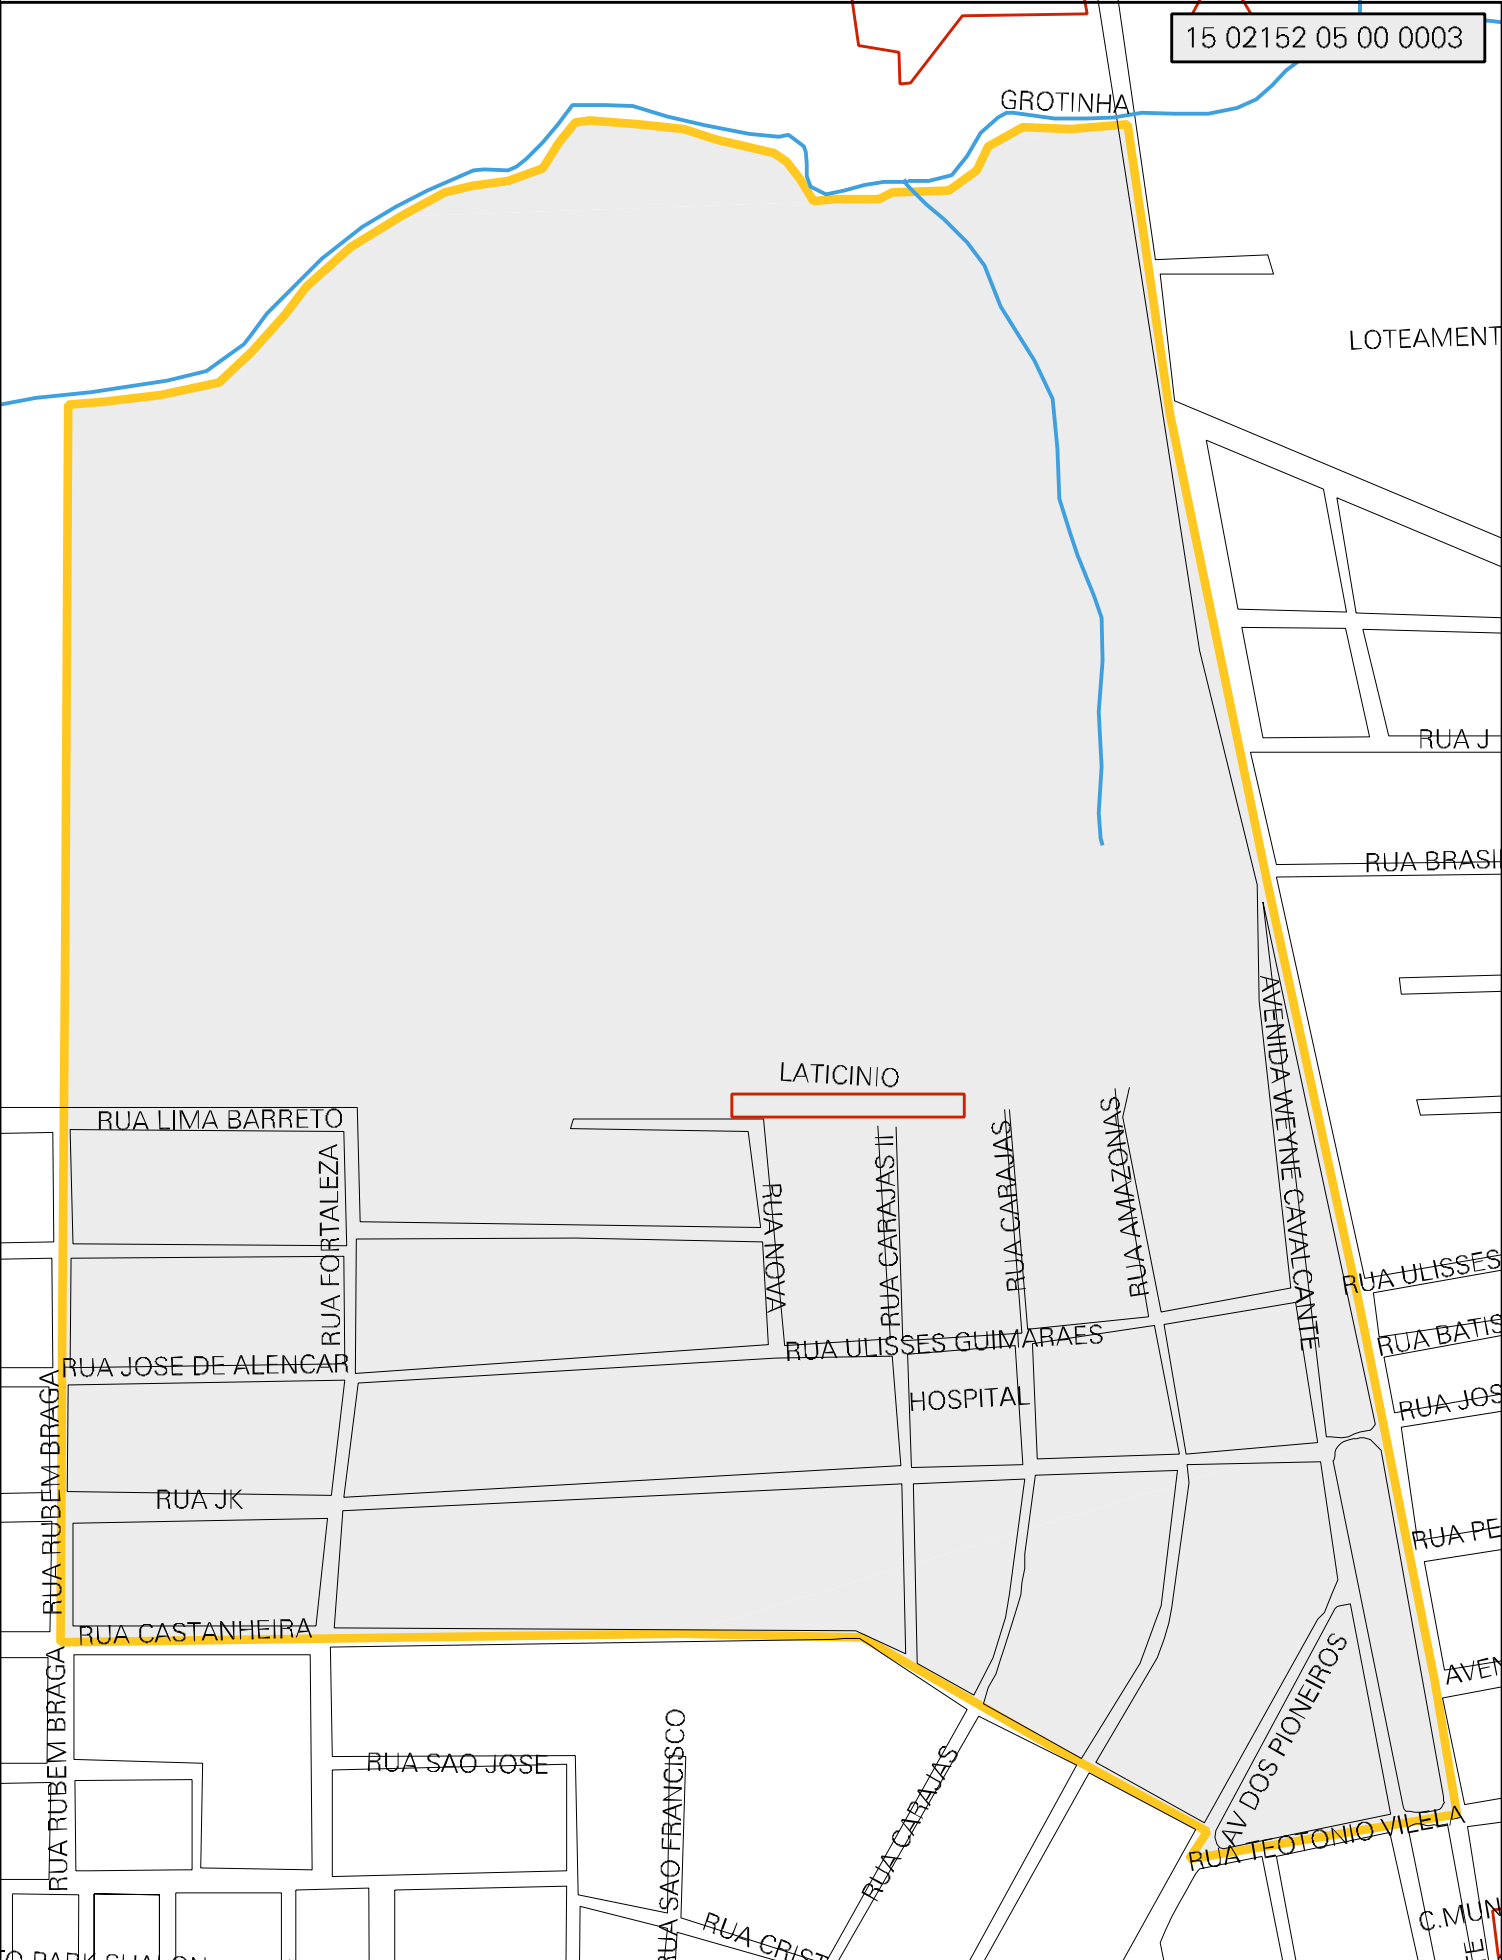 15 02152 05 00 0003
GROTINHA
LOTEAMENT
RUA J
RUA BRASI
AVENIDA WEYNE CAVALCANTE
LATICINIO
RUA LIMA BARRETO
RUA FORTALEZA
RUA NOVA
RUA CARAJAS II
RUA CARAJAS
RUA AMAZONAS
RUA ULISSES
RUA BATIS
RUA ULISSES GUIMARAES
RUA JOSE DE ALENCAR
RUA JOS
HOSPITAL
RUA RUBEM BRAGA
RUA JK
RUA PE
RUA CASTANHEIRA
AV DOS PIONEIROS
AVEN
RUA RUBEM BRAGA
RUA SAO JOSE
RUA SAO FRANCISCO
RUA CARAJAS
RUA TEOTONIO VILELA
C.MUN
RUA CRIST